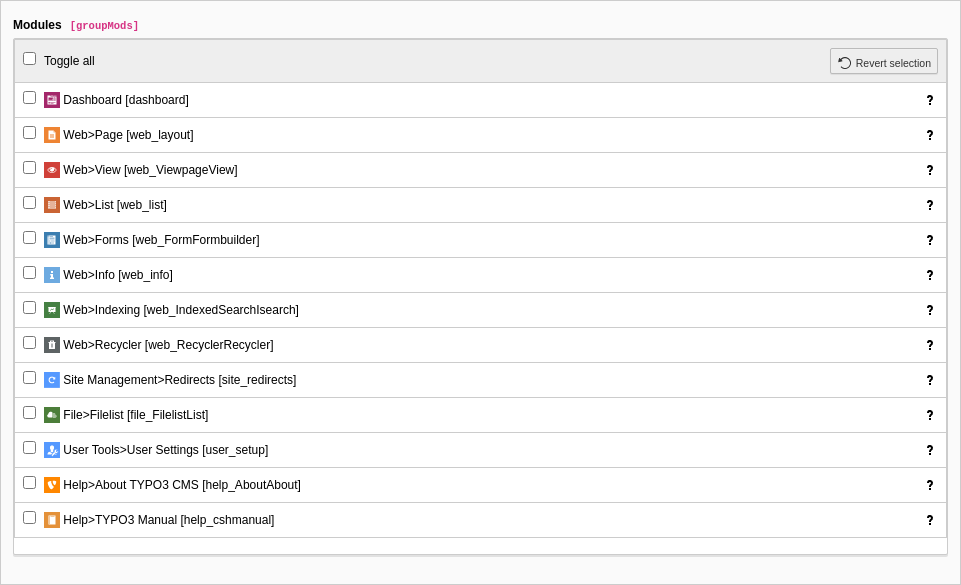 Modules [groupMods]
Toggle all Revert selection
Dashboard [dashboard] ?
Web>Page [web_layout] ?
Web>View [web_ViewpageView] ?
Web>List [web_list] ?
Web>Forms [web_FormFormbuilder] ?
Web>Info [web_info] ?
Web>Indexing [web_IndexedSearchIsearch] ?
Web>Recycler [web_RecyclerRecycler] ?
Site Management>Redirects [site_redirects] ?
File>Filelist [file_FilelistList] ?
User Tools>User Settings [user_setup] ?
Help>About TYPO3 CMS [help_AboutAbout] ?
Help>TYPO3 Manual [help_cshmanual] ?